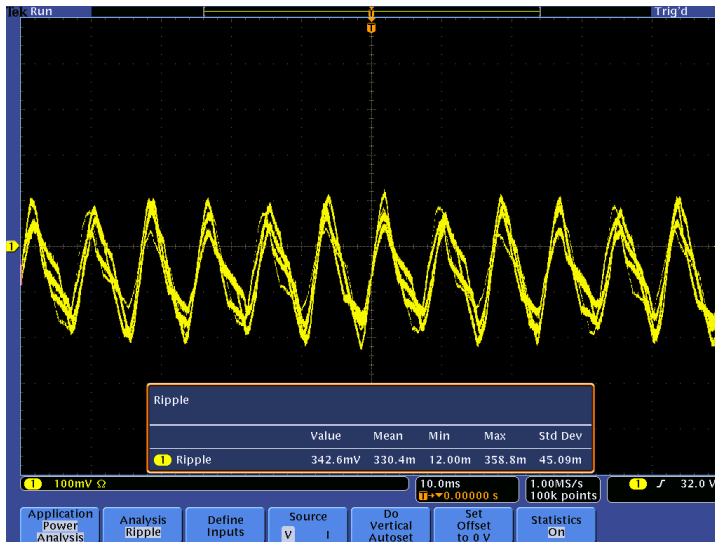 Tek Run Trig'd
T
T
1
Ripple
Value Mean Min Max Std Dev
1 Ripple 342.6mV 330.4m 12.00m 358.8m 45.09m
1 100mV Ω 10.0ms 1.00MS/s 1 32.0 V
T→▼0.00000 s 100k points
Application
Power
Analysis
Analysis
Ripple
Define
Inputs
Source
V I
Do
Vertical
Autoset
Set
Offset
to 0 V
Statistics
On